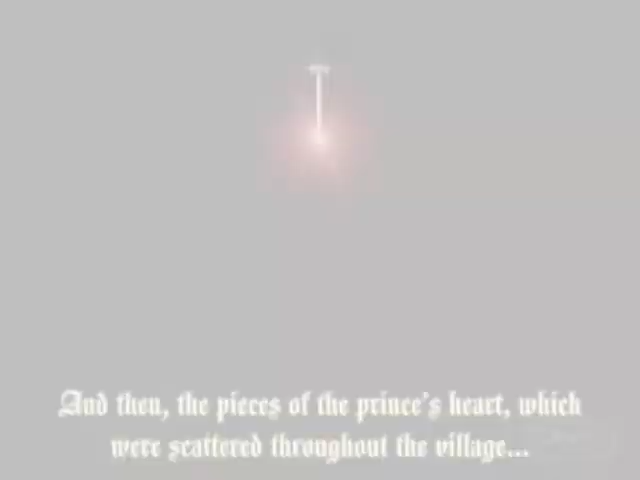 And then, the pieces of the prince's heart, which
were scattered throughout the village...